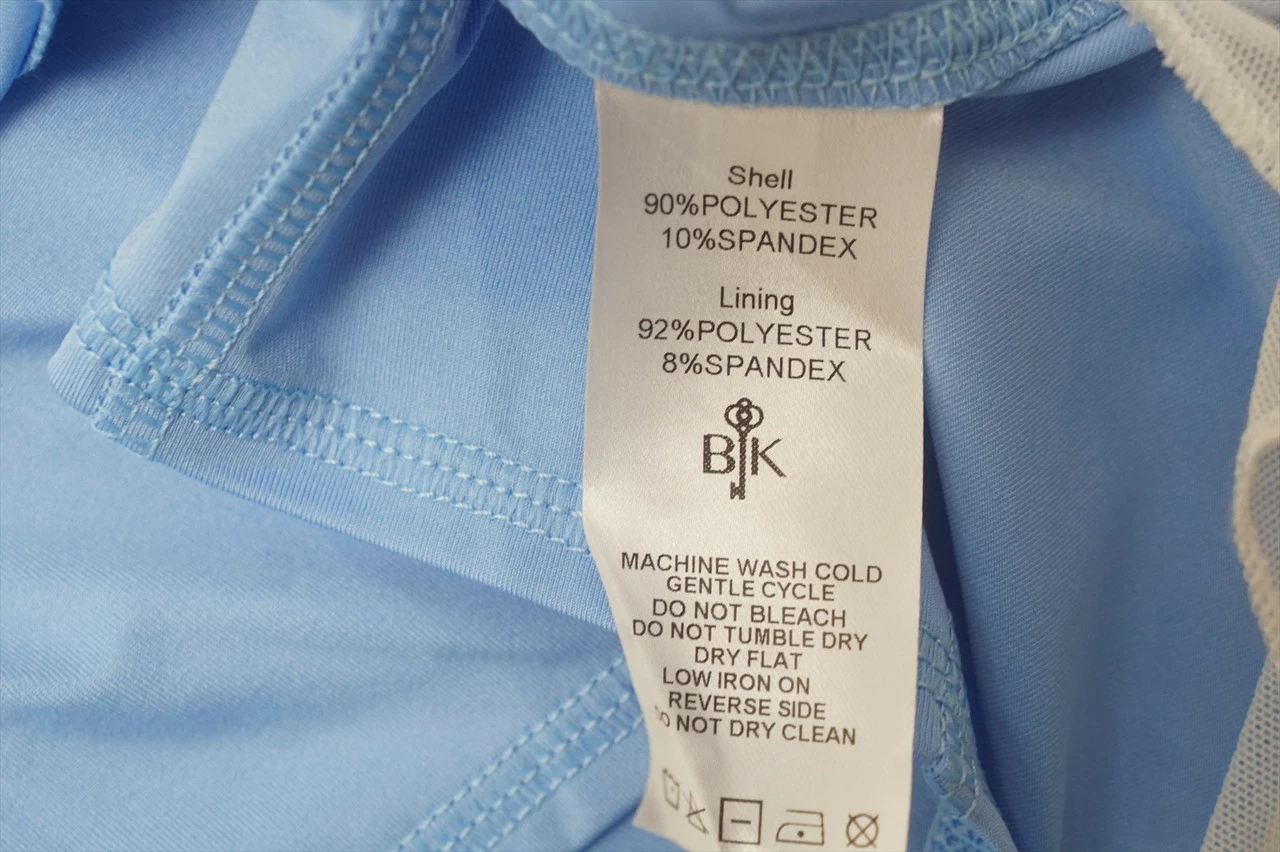 Shell
90%POLYESTER
10%SPANDEX
Lining
92%POLYESTER
8%SPANDEX
BK
MACHINE WASH COLD
GENTLE CYCLE
DO NOT BLEACH
DO NOT TUMBLE DRY
DRY FLAT
LOW IRON ON
REVERSE SIDE
DO NOT DRY CLEAN